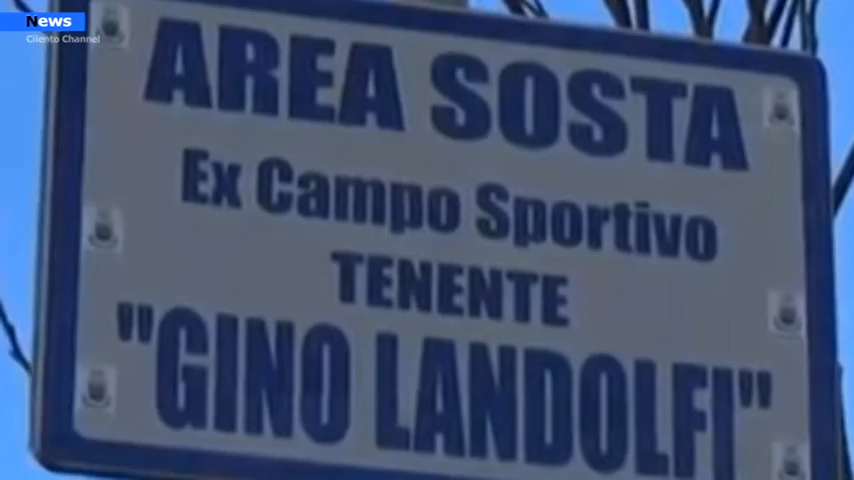 News
Cilento Channel
AREA SOSTA
Ex Campo Sportivo
TENENTE
"GINO LANDOLFI"